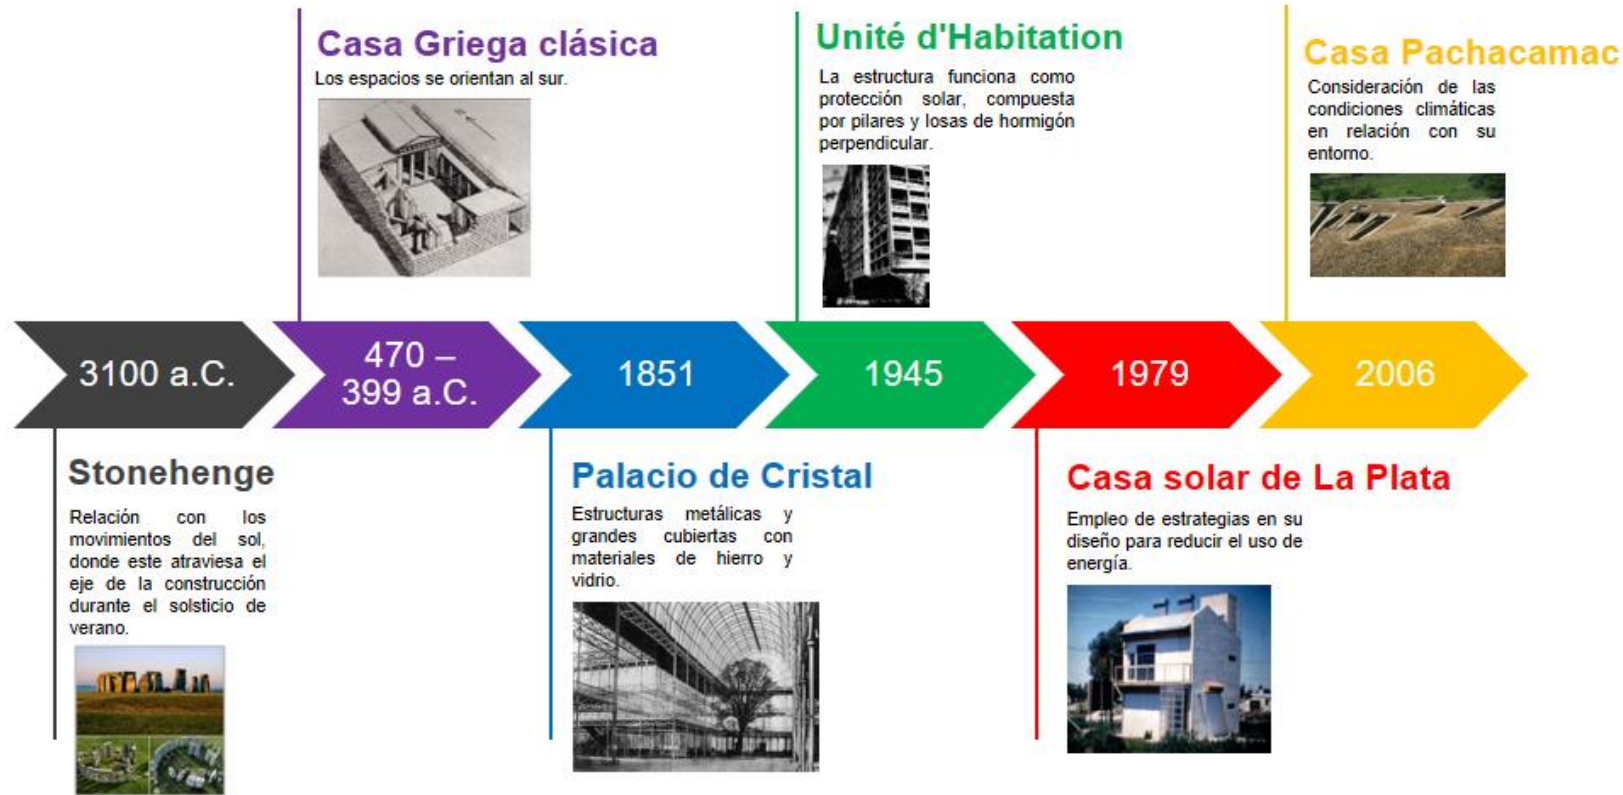 Casa Griega clásica
Los espacios se orientan al sur.
Unité d'Habitation
La estructura funciona como
protección solar, compuesta
por pilares y losas de hormigón
perpendicular.
Casa Pachacamac
Consideración de las
condiciones climáticas
en relación con su
entorno.
3100 a.C.
470 –
399 a.C.
1851
1945
1979
2006
Stonehenge
Relación con los
movimientos del sol,
donde este atraviesa el
eje de la construcción
durante el solsticio de
verano.
Palacio de Cristal
Estructuras metálicas y
grandes cubiertas con
materiales de hierro y
vidrio.
Casa solar de La Plata
Empleo de estrategias en su
diseño para reducir el uso de
energía.